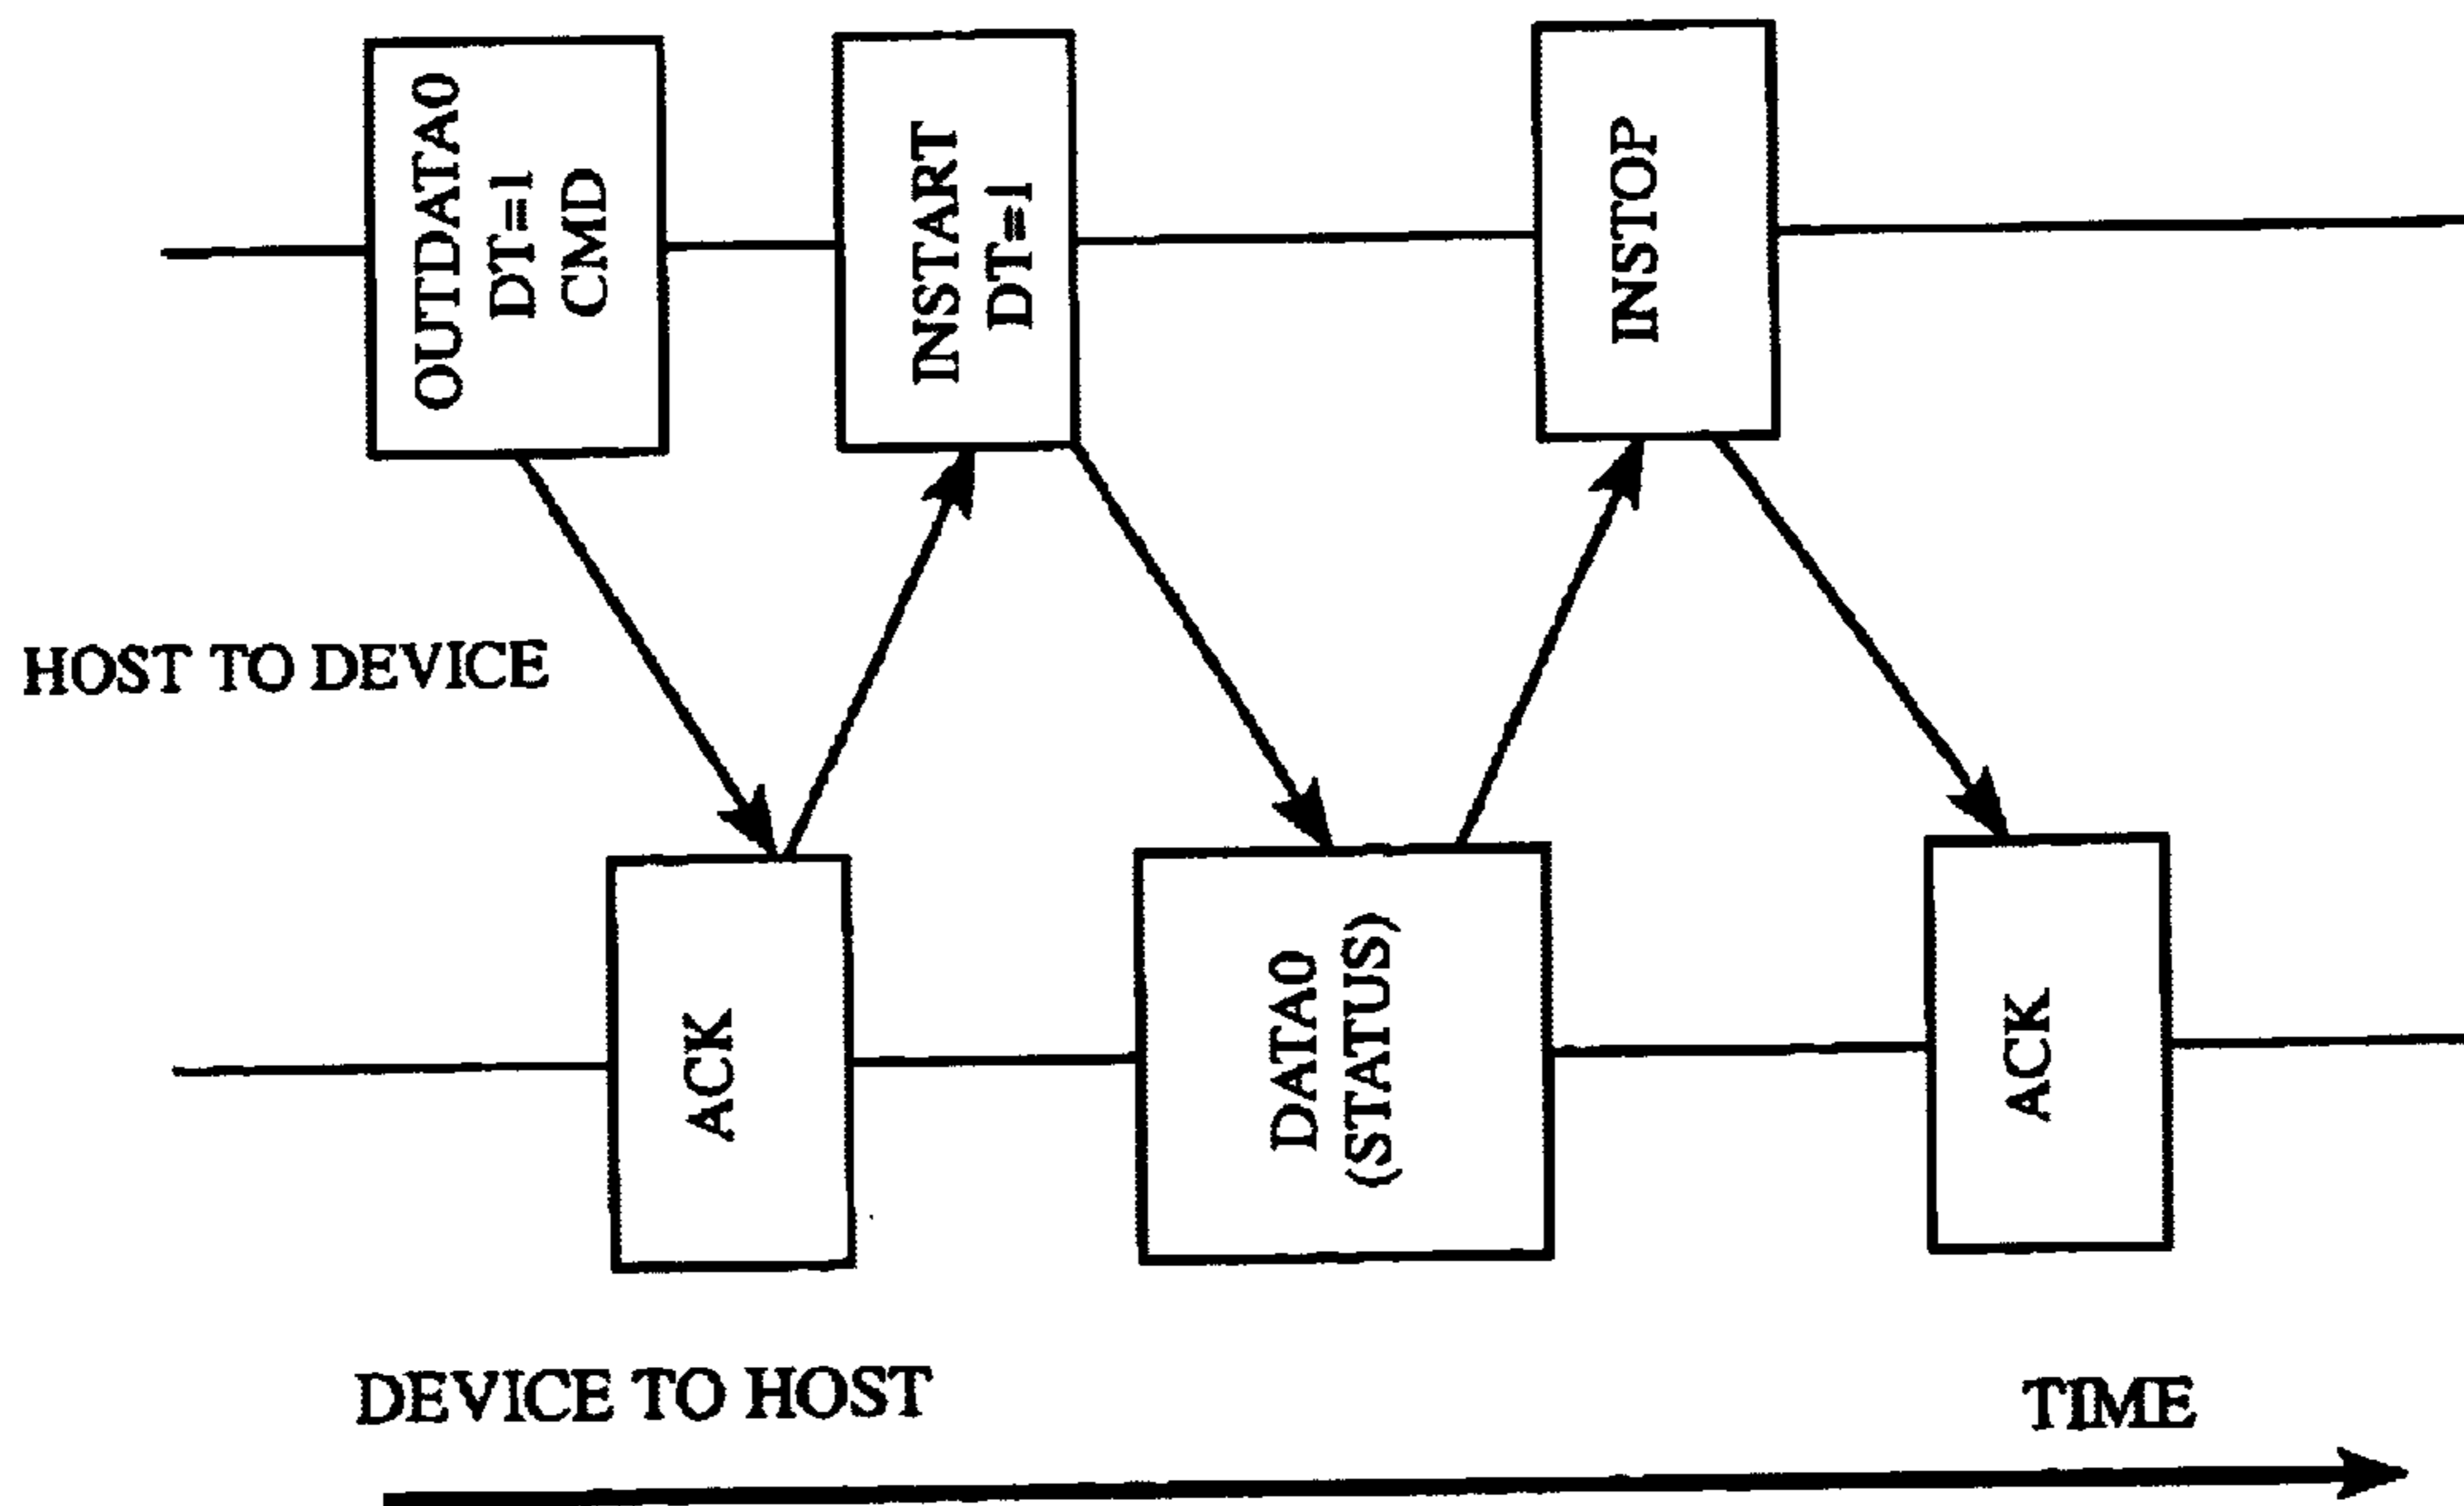 OUTDATA0
DT=1
CMD
INSTART
DT=1
INSTOP
HOST TO DEVICE
ACK
DATA0
(STATUS)
ACK
DEVICE TO HOST
TIME